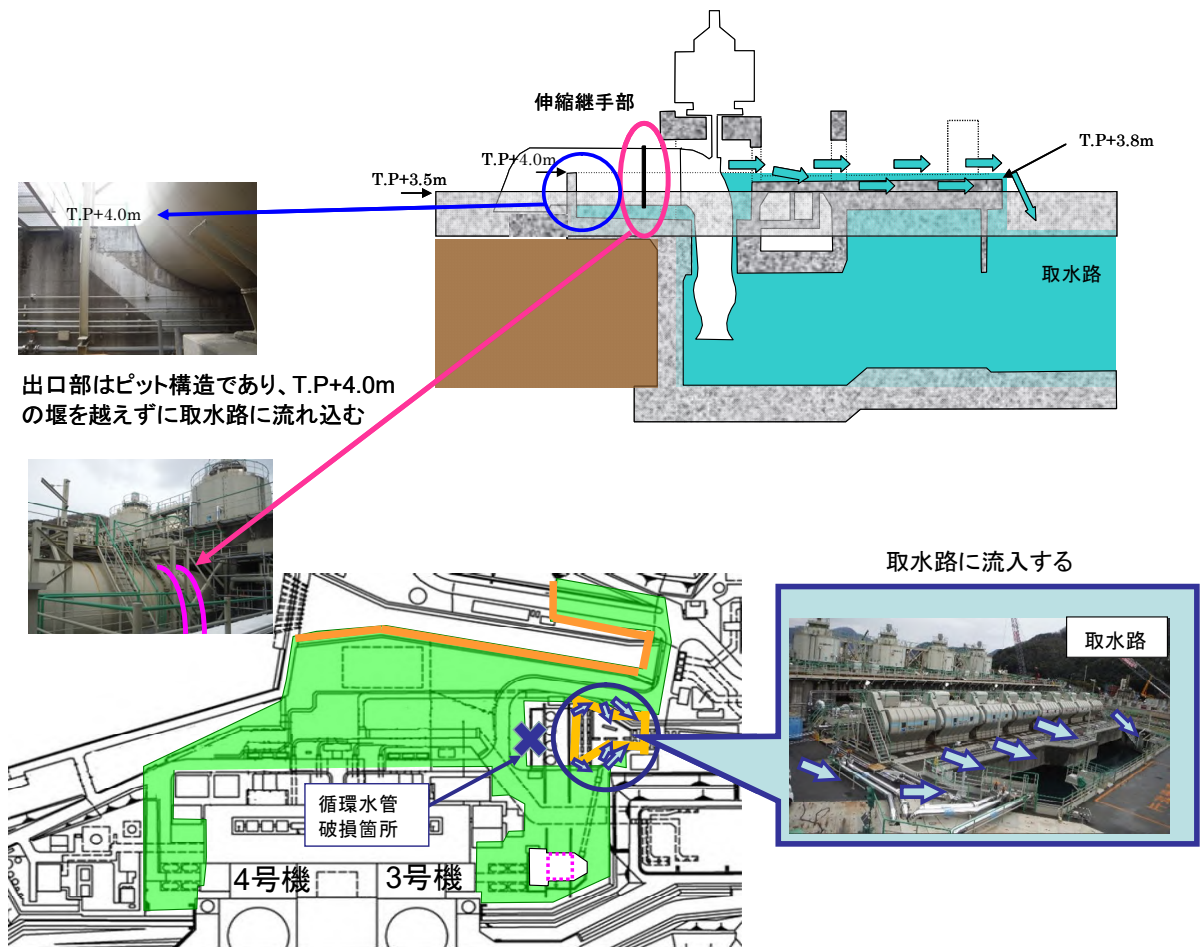 伸縮継手部
T.P+4.0m
T.P+3.8m
T.P+3.5m
T.P+4.0m
取水路
出口部はピット構造であり、T.P+4.0m
の堰を越えずに取水路に流れ込む
取水路に流入する
取水路
循環水管
破損箇所
4号機
3号機